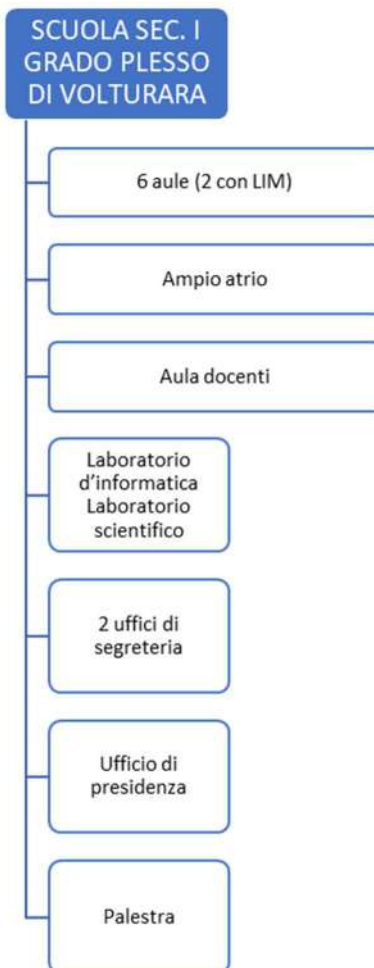 SCUOLA SEC. I
GRADO PLESSO
DI VOLTURARA
6 aule (2 con LIM)
Ampio atrio
Aula docenti
Laboratorio
d'informatica
Laboratorio
scientifico
2 uffici di
segreteria
Ufficio di
presidenza
Palestra